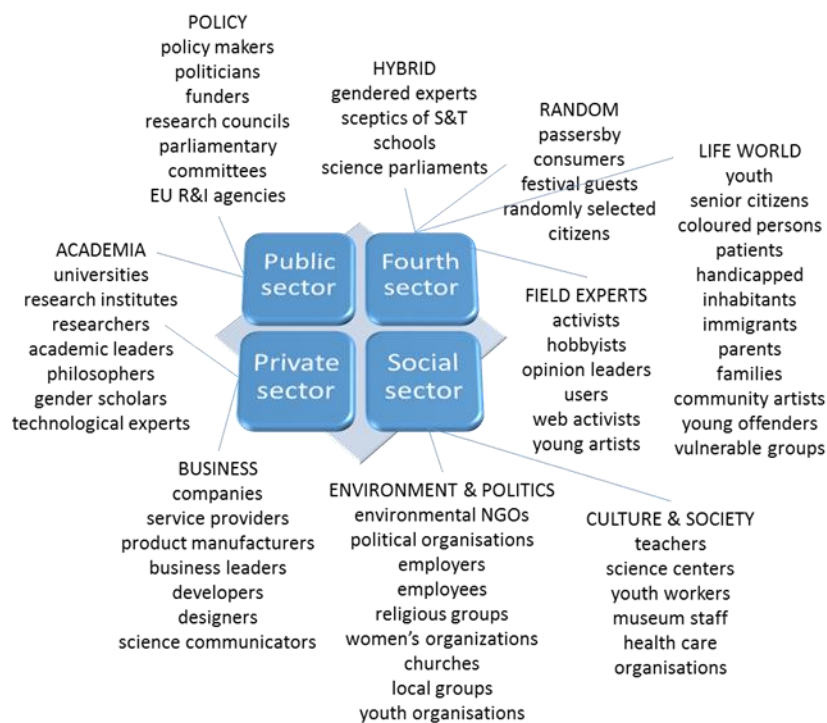 POLICY
policy makers
politicians
funders
research councils
parliamentary
committees
EU R&I agencies
HYBRID
gendered experts
sceptics of S&T
schools
science parliaments
RANDOM
passersby
consumers
festival guests
randomly selected
citizens
LIFE WORLD
youth
senior citizens
coloured persons
patients
handicapped
inhabitants
immigrants
parents
families
community artists
young offenders
vulnerable groups
ACADEMIA
universities
research institutes
researchers
academic leaders
philosophers
gender scholars
technological experts
Public
sector
Fourth
sector
Private
sector
Social
sector
FIELD EXPERTS
activists
hobbyists
opinion leaders
users
web activists
young artists
BUSINESS
companies
service providers
product manufacturers
business leaders
developers
designers
science communicators
ENVIRONMENT & POLITICS
environmental NGOs
political organisations
employers
employees
religious groups
women's organizations
churches
local groups
youth organisations
CULTURE & SOCIETY
teachers
science centers
youth workers
museum staff
health care
organisations